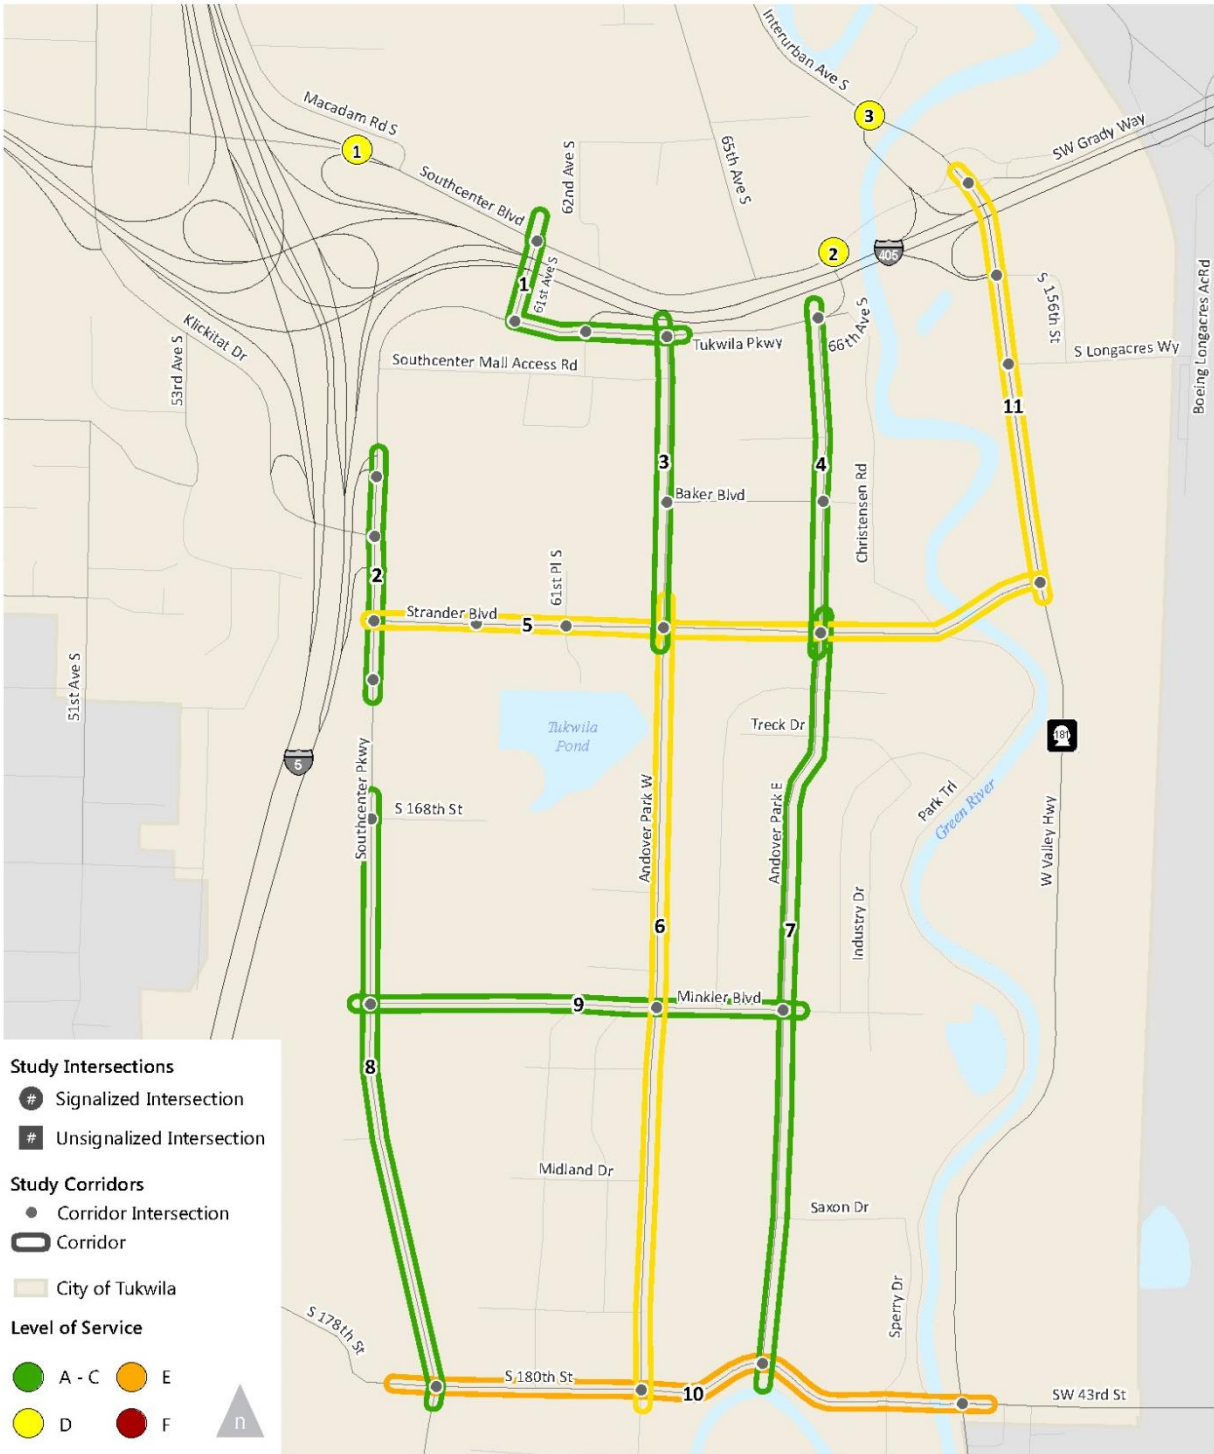 Interurban Ave S
3
Macadam Rd S
1
SW Grady Way
65th Ave S
62nd Ave S
Southcenter Blvd
2
405
1
61st Ave S
S 156th St
Klickitat Dr
53rd Ave S
66th Ave S
Tukwila Pkwy
Southcenter Mall Access Rd
S Longacres Wy
Boeing Longacres AcRd
11
3
4
Baker Blvd
Christensen Rd
2
61st Pl S
Strander Blvd
5
51st Ave S
Treck Dr
Tukwila
Pond
181
5
Southcenter Pkwy
S 168th St
Andover Park W
Andover Park E
Park Trl
Green River
W Valley Hwy
Industry Dr
6
7
Minkler Blvd
9
8
Midland Dr
Saxon Dr
Sperry Dr
S 178th St
S 180th St
10
SW 43rd St
Study Intersections
# Signalized Intersection
# Unsignalized Intersection
Study Corridors
Corridor Intersection
Corridor
City of Tukwila
Level of Service
A - C E
D F
n